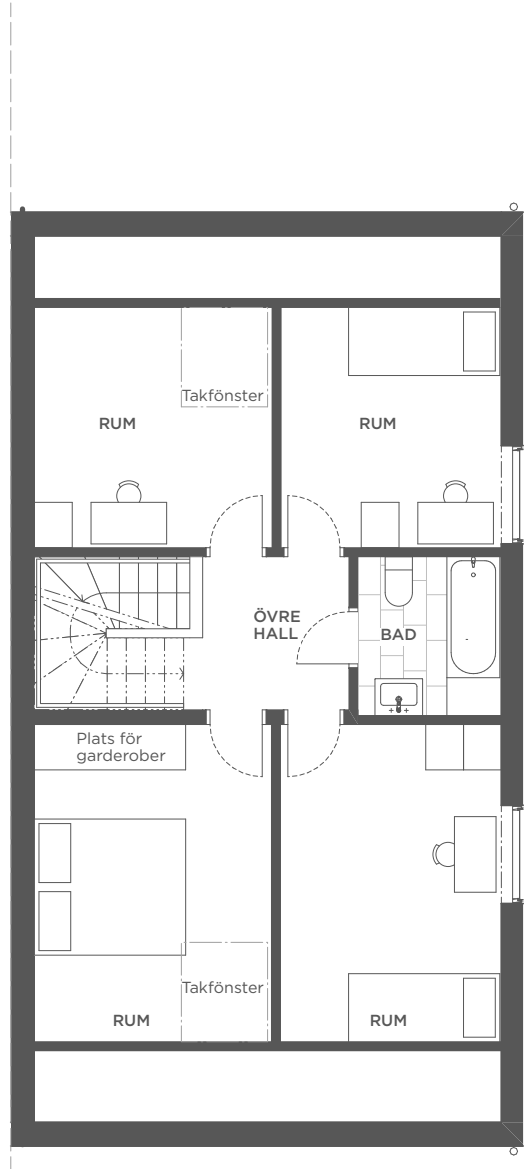 Takfönster
RUM
RUM
ÖVRE
HALL
BAD
Plats för
garderober
Takfönster
RUM
RUM